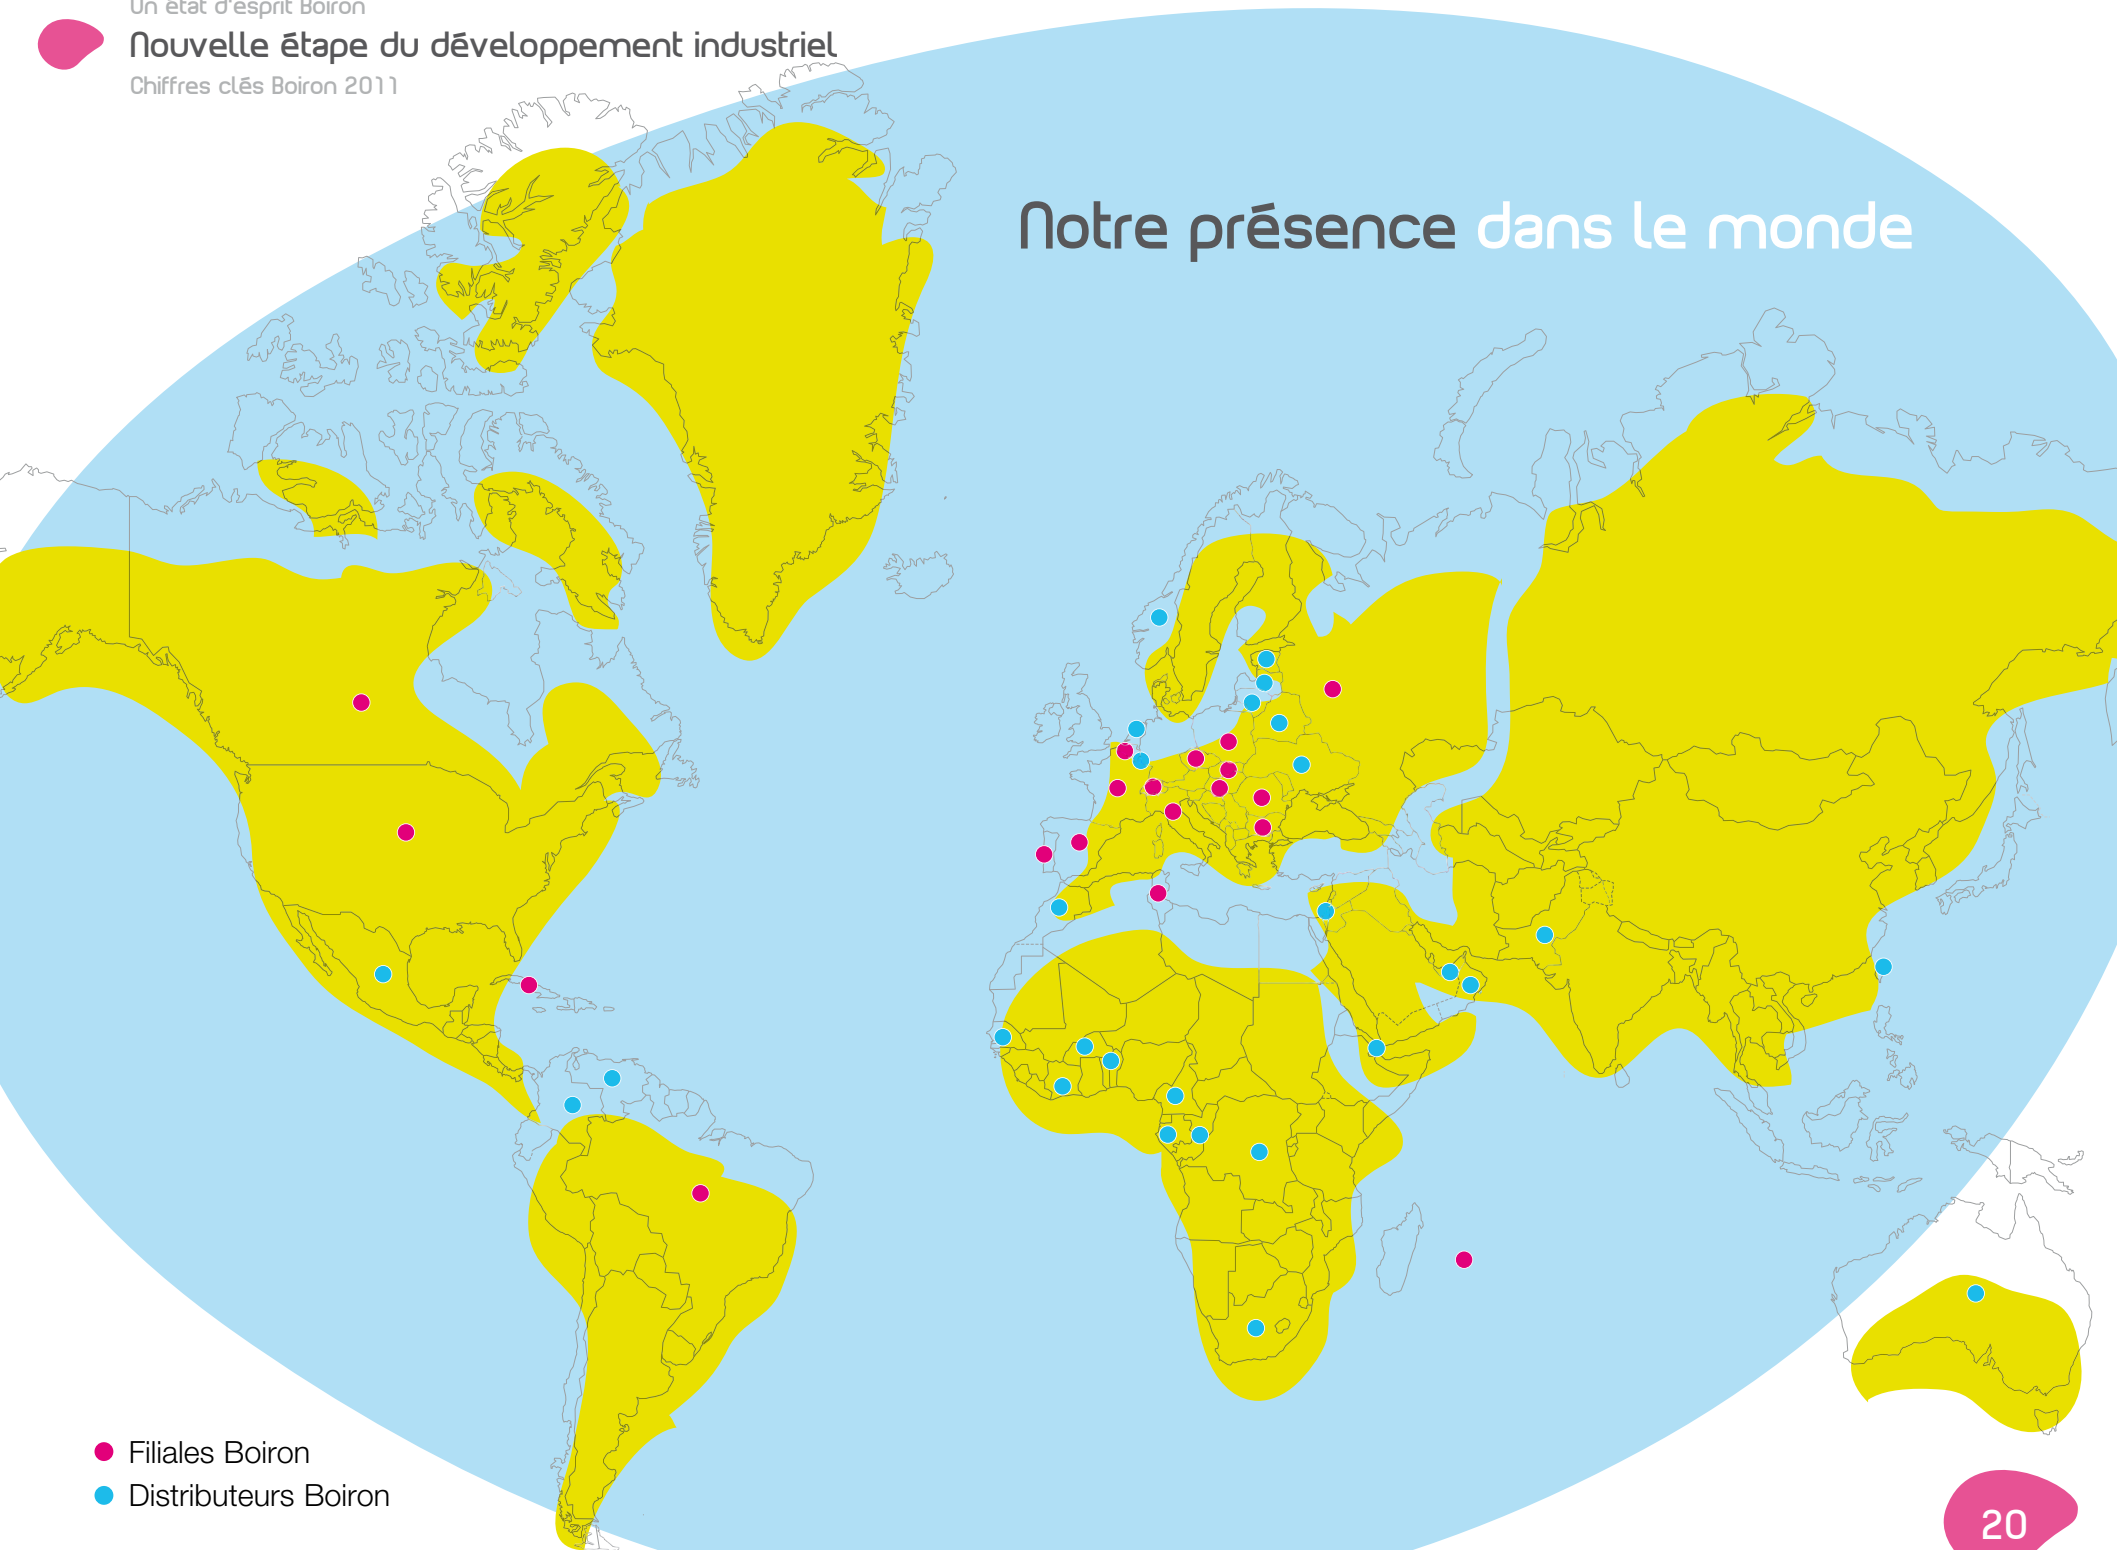 Un état d'esprit Boiron
Nouvelle étape du développement industriel
Chiffres clés Boiron 2011
Notre présence dans le monde
Filiales Boiron
Distributeurs Boiron
20